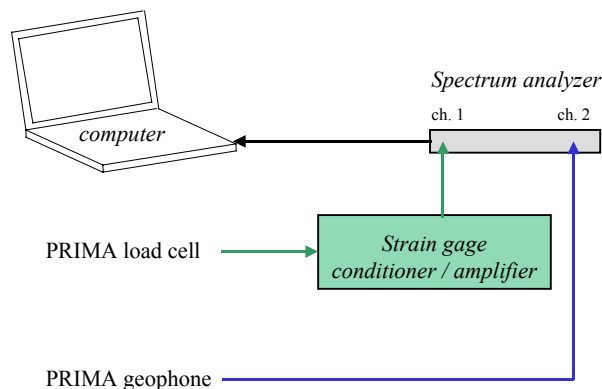 Spectrum analyzer
ch. 1
ch. 2
computer
PRIMA load cell
Strain gage
conditioner / amplifier
PRIMA geophone